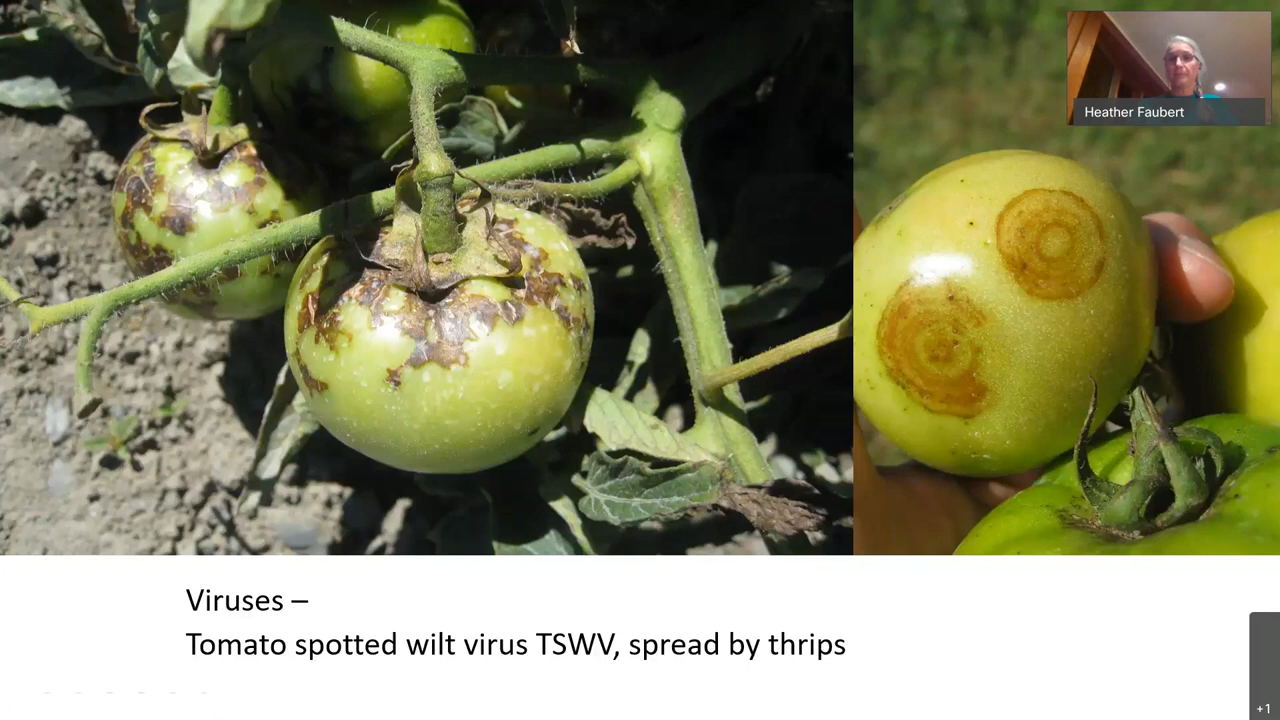 Heather Faubert
Viruses –
Tomato spotted wilt virus TSWV, spread by thrips
+1